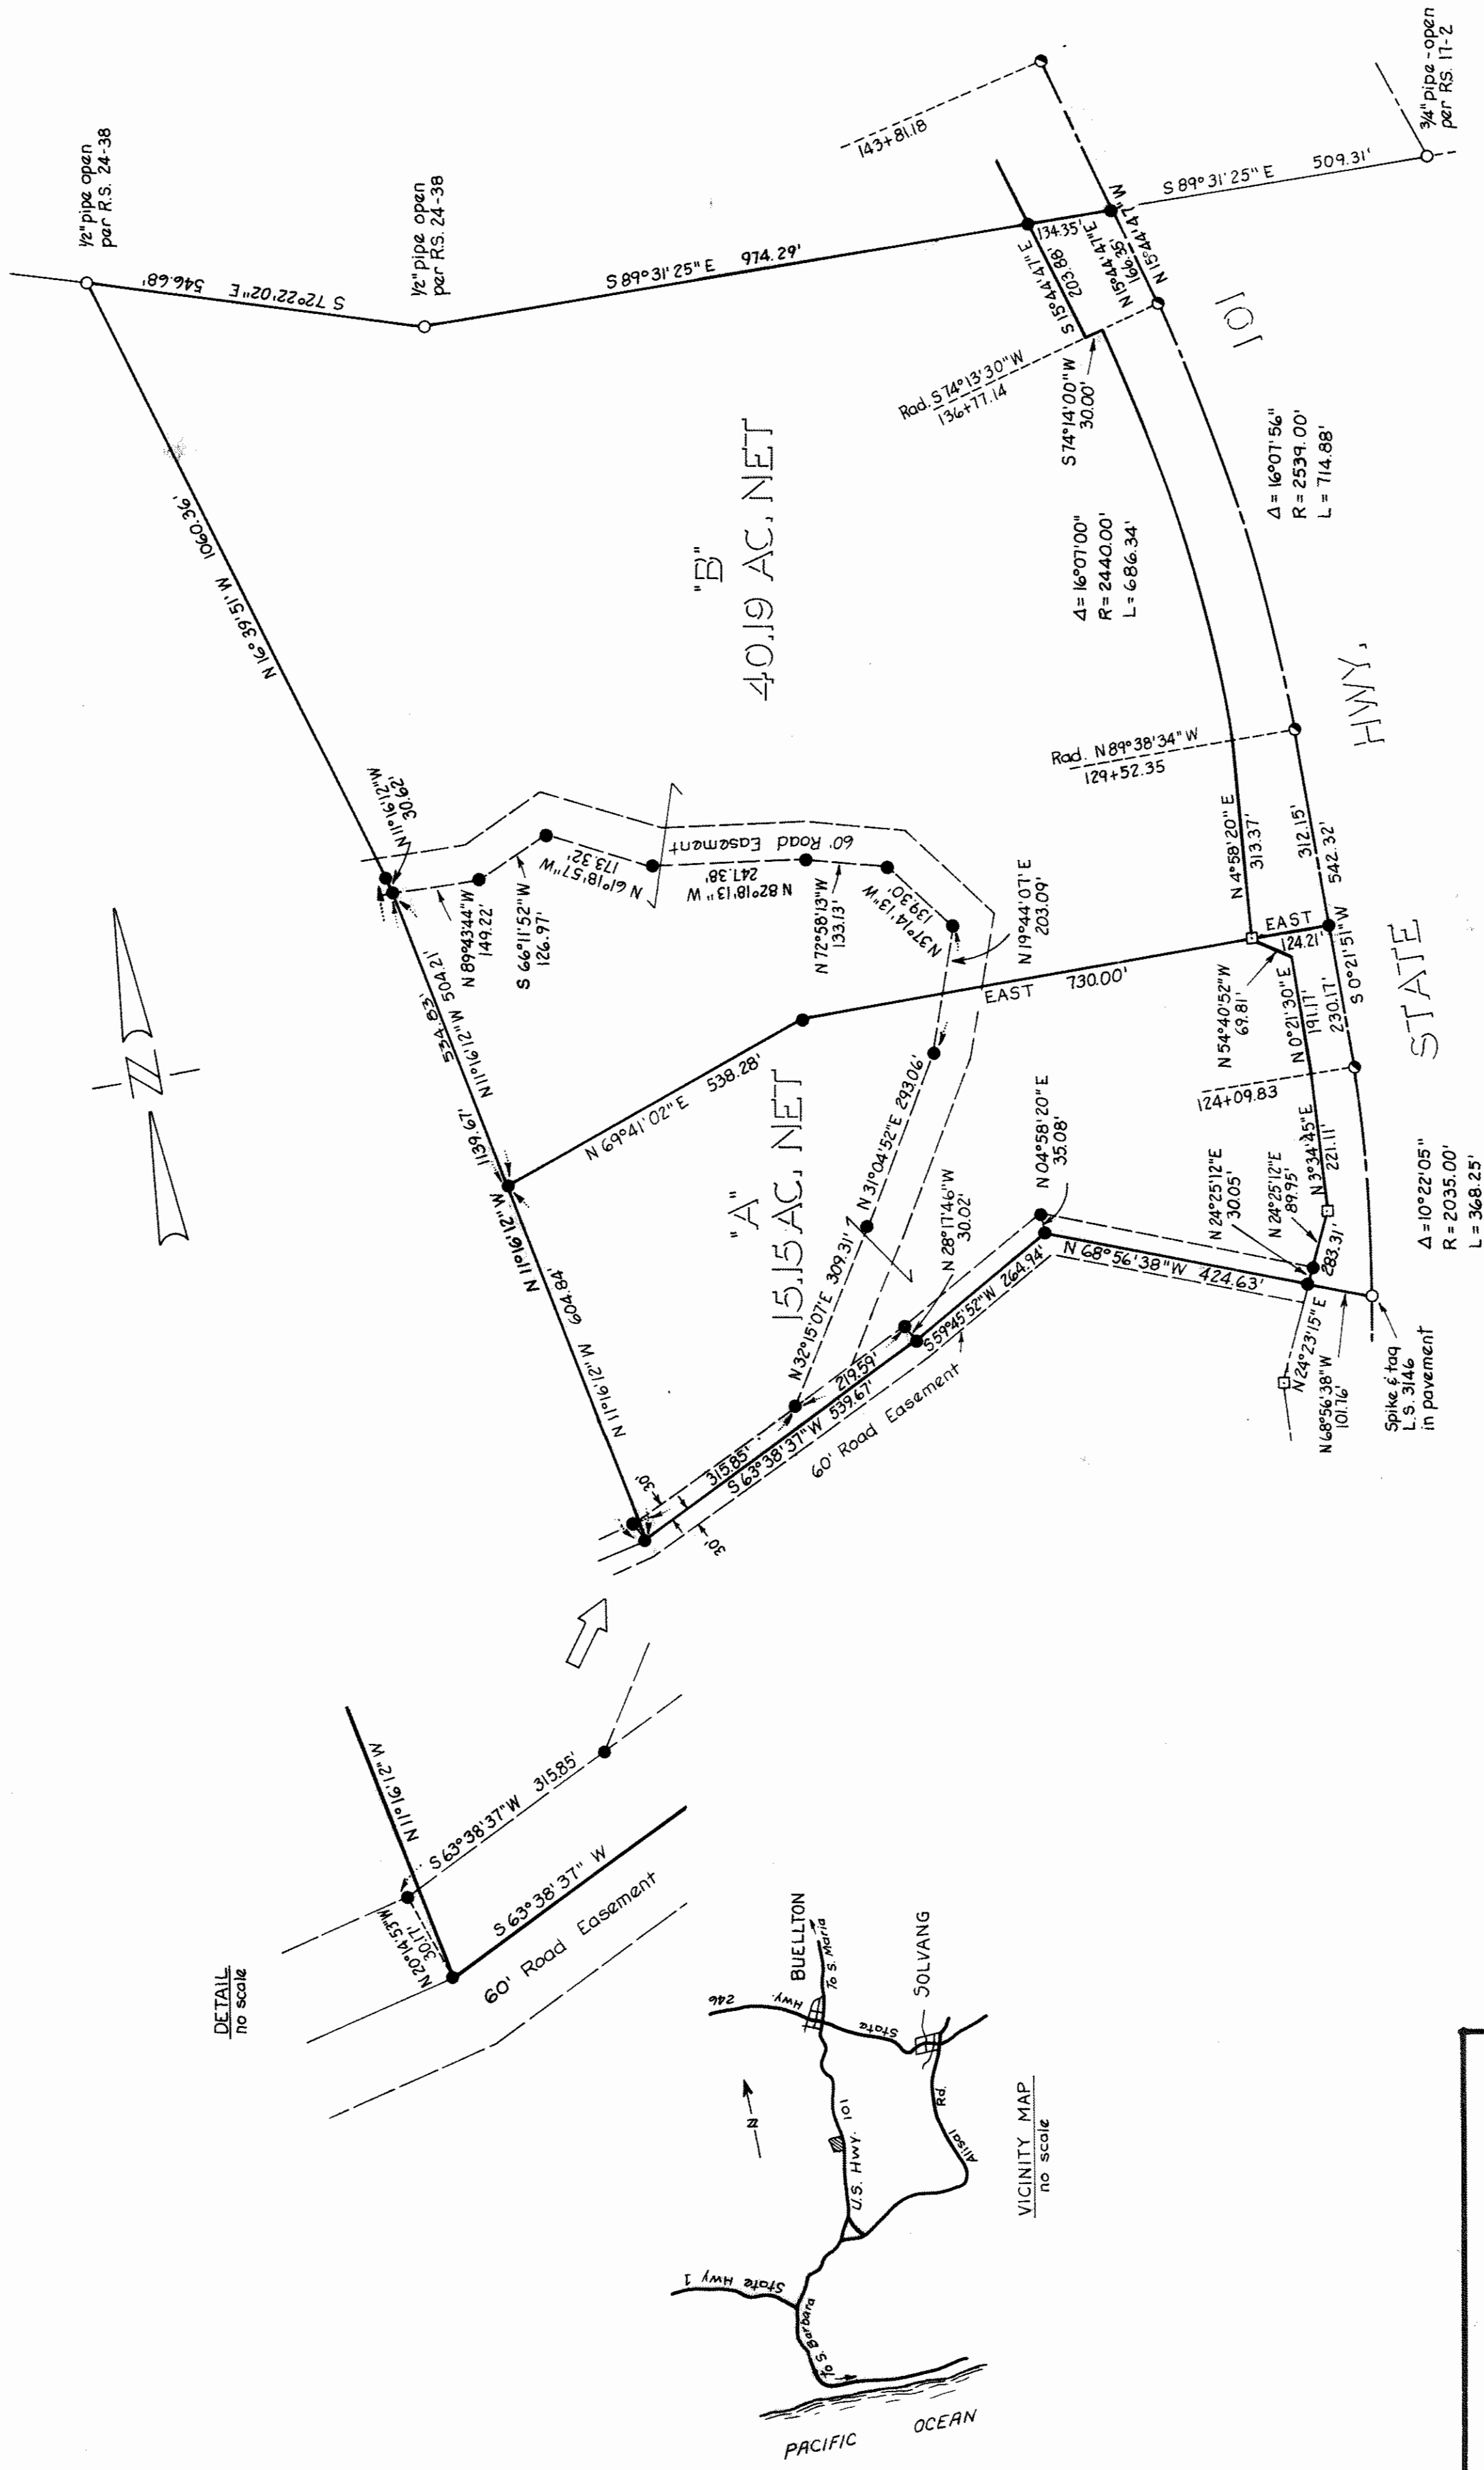 1/2" pipe open
per R.S. 24-38
S 72°22'02" E 546.68'
1/2" pipe open
per R.S. 24-38
N 16°39'51" W 1060.36'
S 89°31'25" E 974.29'
143+81.18
S 15°44'47" E
203.88'
134.35'
N 15°44'47" E
166.35'
N 15°44'47" W
S 89°31'25" E 509.31'
3/4" pipe-open
per R.S. 17-2
Rad. S 74°13'30" W
136+77.14
S 74°14'00" W
30.00'
101
"B"
40.19 AC. NET
Δ = 16°07'00"
R = 2440.00'
L = 686.34'
Δ = 16°07'56"
R = 2539.00'
L = 714.88'
N 11°16'12" W
30.62'
N 89°43'44" W
149.22'
S 66°11'52" W
126.97'
N 61°18'57" W
173.32'
N 82°18'13" W
247.38'
60' Road Easement
N 72°58'13" W
133.13'
N 37°14'13" W
139.30'
N 19°44'07" E
203.09'
Rad. N 89°38'34" W
129+52.35
N 4°58'20" E
313.37'
312.15'
542.32'
HWY.
534.83'
N 11°16'12" W 504.21'
N 11°16'12" W 1139.67'
N 11°16'12" W 604.84'
N 69°41'02" E 538.28'
EAST 730.00'
EAST
124.21'
N 54°40'52" W
69.81'
N 0°21'30" E
191.17'
230.17'
S 0°21'51" W
STATE
124+09.83
"A"
15.15 AC. NET
N 31°04'52" E 293.06'
N 32°15'07" E 309.31'
N 28°17'46" W
30.02'
N 04°58'20" E
35.08'
N 68°56'38" W 424.63'
N 24°25'12" E
30.05'
N 24°25'12" E
89.95'
N 3°34'45" E
221.11'
283.31'
Δ = 10°22'05"
R = 2035.00'
L = 368.25'
30'
315.85'
219.59'
S 63°38'37" W 539.67'
S 59°45'52" W 264.94'
60' Road Easement
30'
N 24°23'15" E
N 68°56'38" W
101.76'
Spike & tag
L.S. 3146
in pavement
N
DETAIL
no scale
N 11°16'12" W
S 63°38'37" W 315.85'
N 20°14'53" W
30.17'
S 63°38'37" W
60' Road Easement
State Hwy. 246
BUELLTON
To S. Maria
SOLVANG
N
U.S. HWY. 101
Alisal Rd.
State Hwy 1
To S. Barbara
PACIFIC OCEAN
VICINITY MAP
no scale